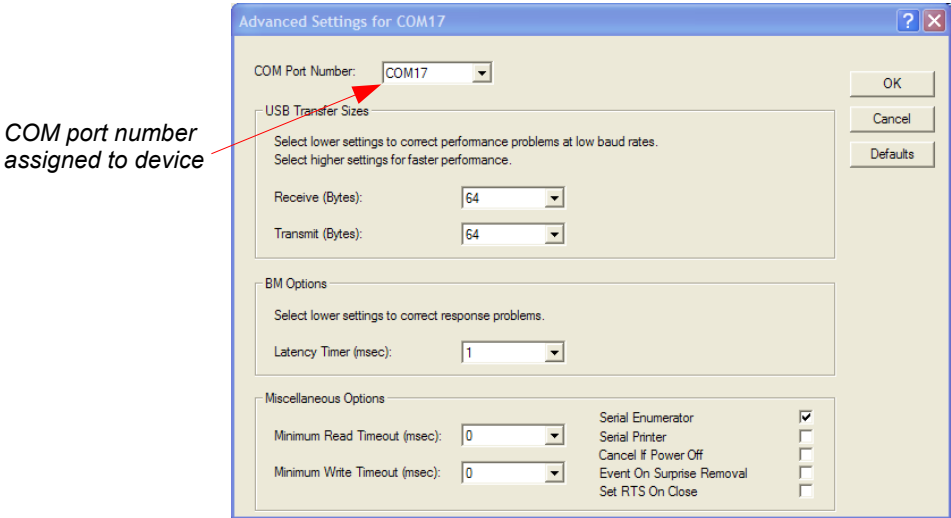 Advanced Settings for COM17
COM Port Number: COM17
OK
USB Transfer Sizes
Cancel
COM port number
assigned to device
Select lower settings to correct performance problems at low baud rates.
Select higher settings for faster performance.
Defaults
Receive (Bytes): 64
Transmit (Bytes): 64
BM Options
Select lower settings to correct response problems.
Latency Timer (msec): 1
Miscellaneous Options
Minimum Read Timeout (msec): 0
Minimum Write Timeout (msec): 0
Serial Enumerator
Serial Printer
Cancel If Power Off
Event On Surprise Removal
Set RTS On Close